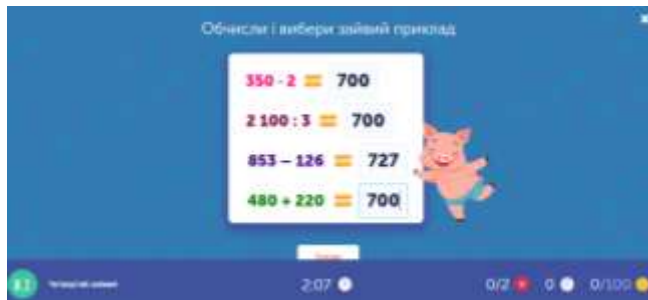 Обчисли і вибери зайвий приклад
350 · 2 = 700
2 100 : 3 = 700
853 – 126 = 727
480 + 220 = 700
2:07
0/2
0
0/100